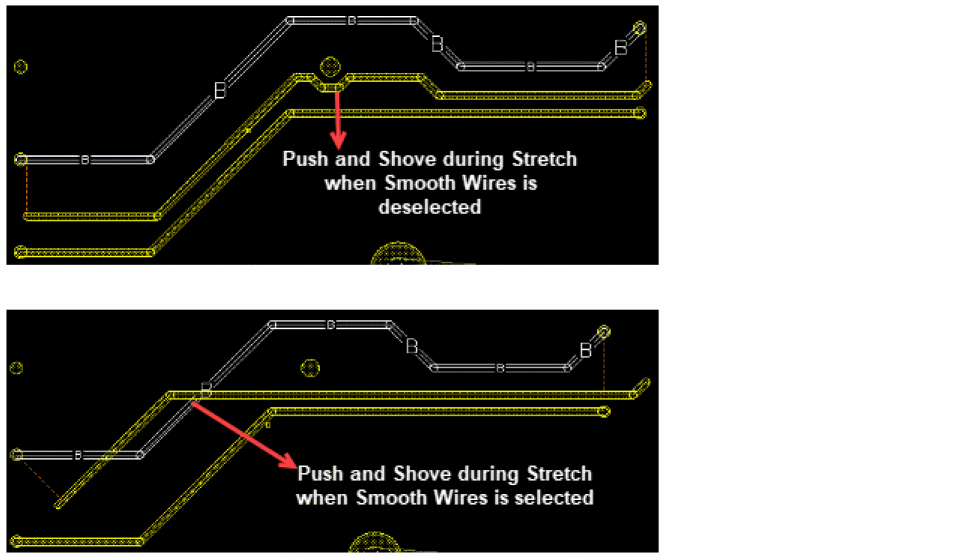 B
B
B
B
B
B
Push and Shove during Stretch
when Smooth Wires is
deselected
B
B
B
B
B
B
Push and Shove during Stretch
when Smooth Wires is selected